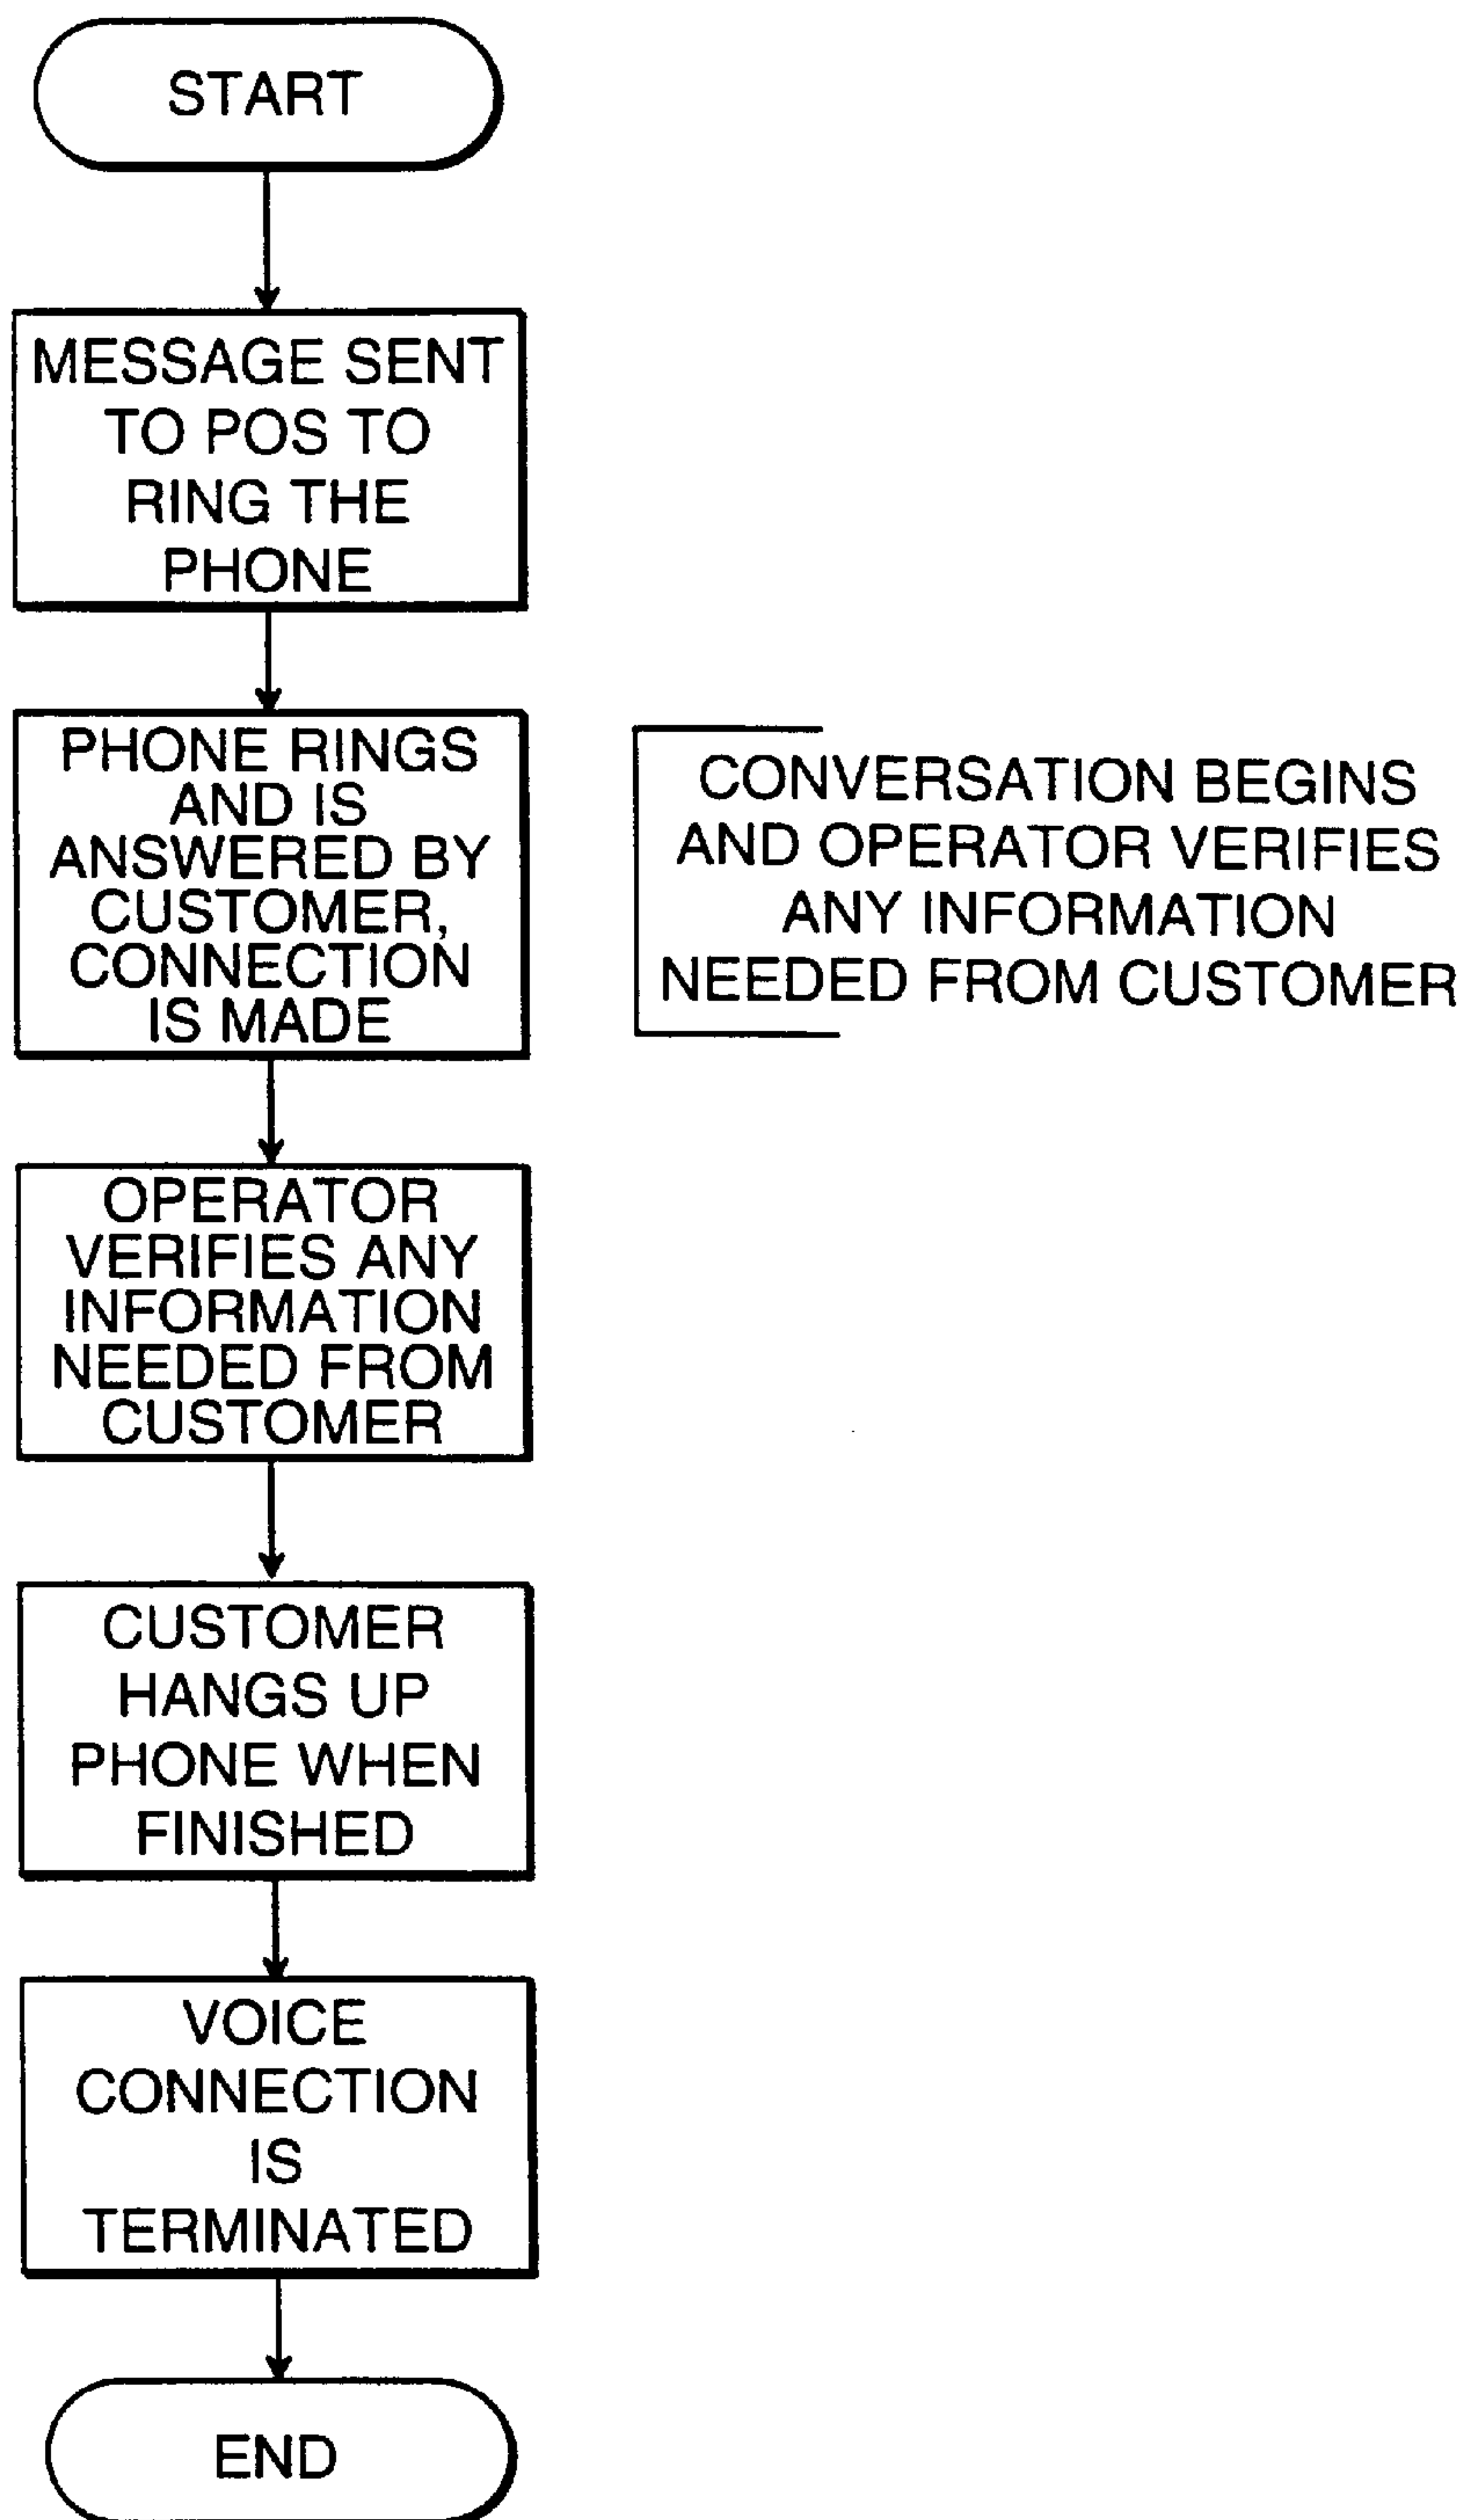 START
MESSAGE SENT
TO POS TO
RING THE
PHONE
PHONE RINGS
AND IS
ANSWERED BY
CUSTOMER,
CONNECTION
IS MADE
CONVERSATION BEGINS
AND OPERATOR VERIFIES
ANY INFORMATION
NEEDED FROM CUSTOMER
OPERATOR
VERIFIES ANY
INFORMATION
NEEDED FROM
CUSTOMER
CUSTOMER
HANGS UP
PHONE WHEN
FINISHED
VOICE
CONNECTION
IS
TERMINATED
END